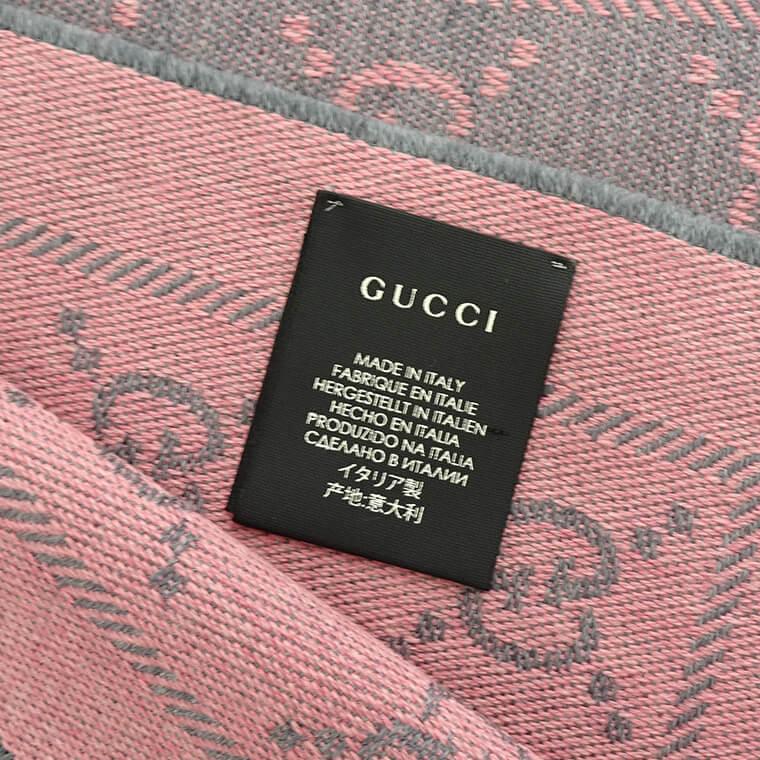 GUCCI
MADE IN ITALY
FABRIQUE EN ITALIE
HERGESTELLT IN ITALIEN
HECHO EN ITALIA
PRODUZIDO NA ITALIA
СДЕЛАНО В ИТАЛИИ
イタリア製
产地:意大利